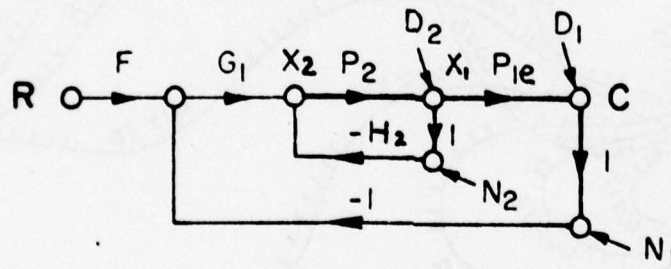 D₂ D₁
F G₁ X₂ P₂ X₁ P₁e
R C
-H₂ 1 1
N₂
-1
N